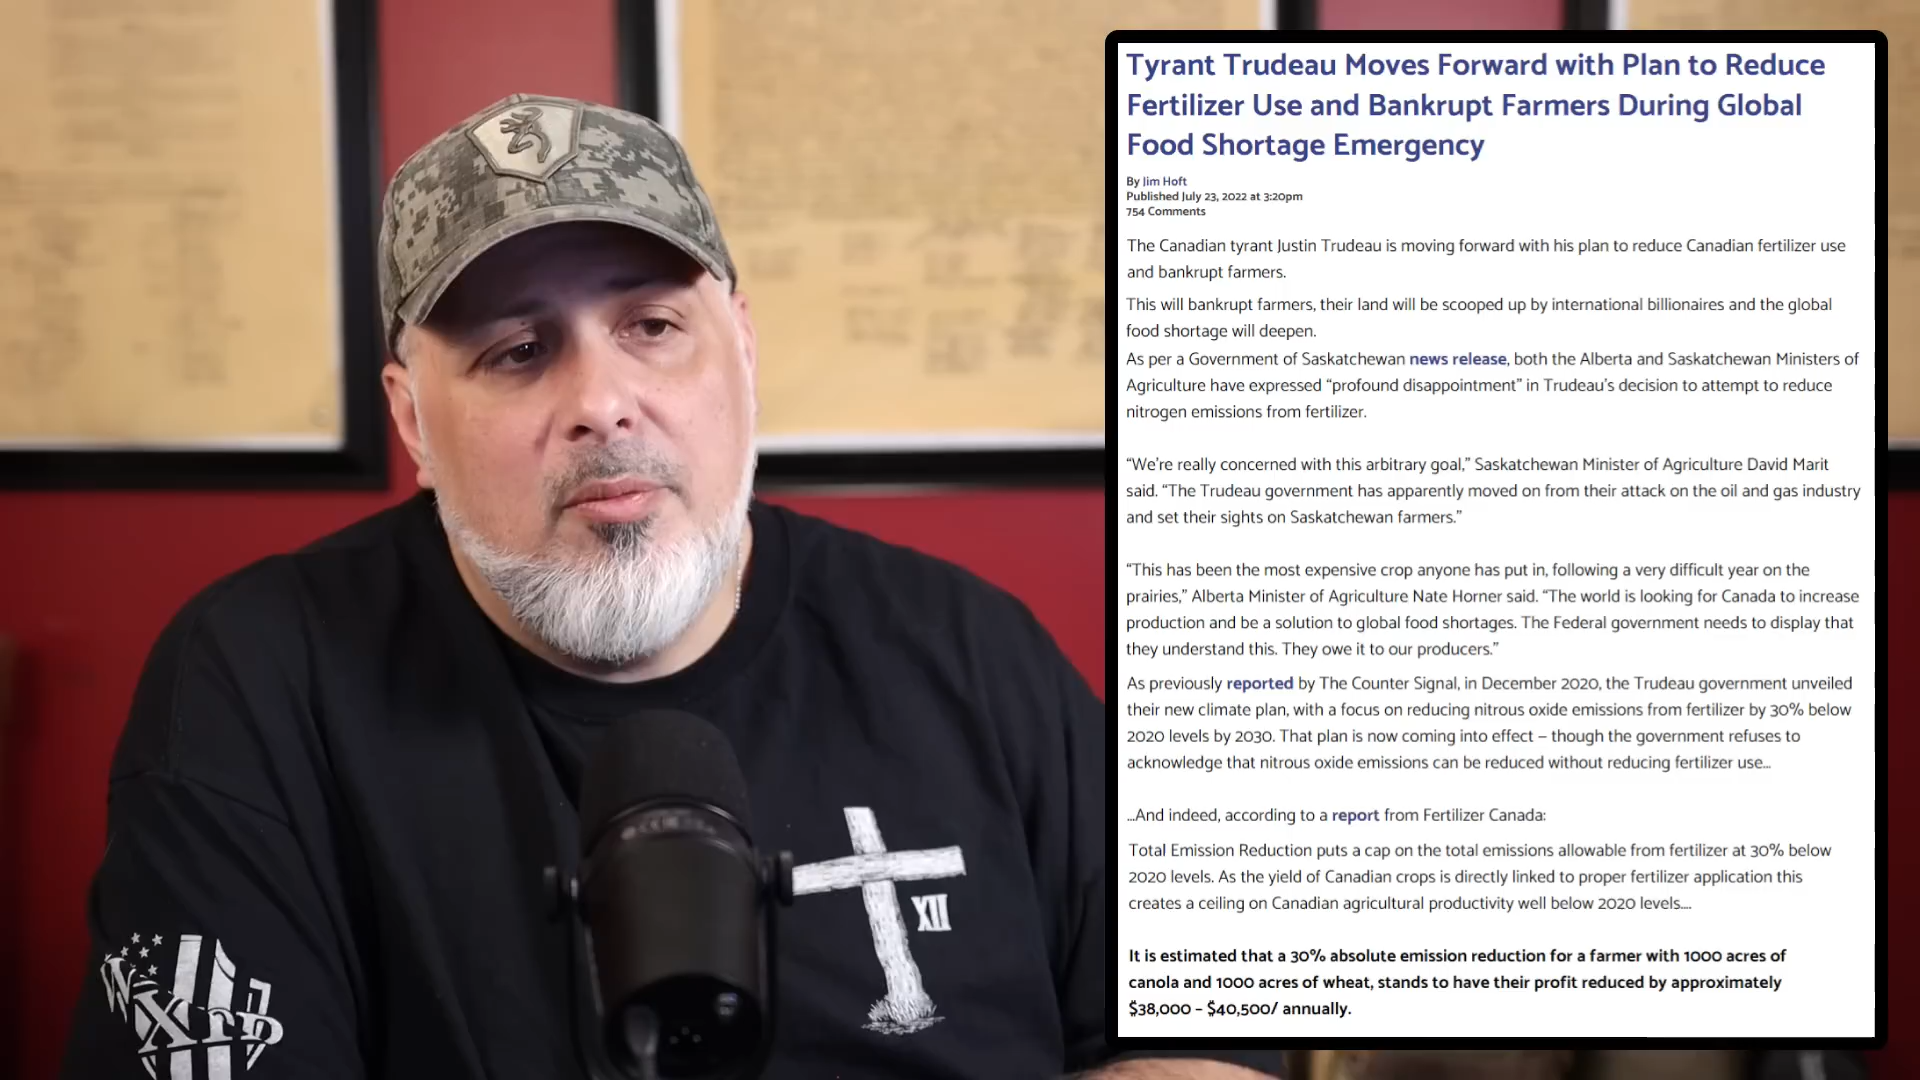 Tyrant Trudeau Moves Forward with Plan to Reduce
Fertilizer Use and Bankrupt Farmers During Global
Food Shortage Emergency
By Jim Hoft
Published July 23, 2022 at 3:20pm
754 Comments
The Canadian tyrant Justin Trudeau is moving forward with his plan to reduce Canadian fertilizer use
and bankrupt farmers.
This will bankrupt farmers, their land will be scooped up by international billionaires and the global
food shortage will deepen.
As per a Government of Saskatchewan news release, both the Alberta and Saskatchewan Ministers of
Agriculture have expressed “profound disappointment” in Trudeau’s decision to attempt to reduce
nitrogen emissions from fertilizer.
“We’re really concerned with this arbitrary goal,” Saskatchewan Minister of Agriculture David Marit
said. “The Trudeau government has apparently moved on from their attack on the oil and gas industry
and set their sights on Saskatchewan farmers.”
“This has been the most expensive crop anyone has put in, following a very difficult year on the
prairies,” Alberta Minister of Agriculture Nate Horner said. “The world is looking for Canada to increase
production and be a solution to global food shortages. The Federal government needs to display that
they understand this. They owe it to our producers.”
As previously reported by The Counter Signal, in December 2020, the Trudeau government unveiled
their new climate plan, with a focus on reducing nitrous oxide emissions from fertilizer by 30% below
2020 levels by 2030. That plan is now coming into effect – though the government refuses to
acknowledge that nitrous oxide emissions can be reduced without reducing fertilizer use…
…And indeed, according to a report from Fertilizer Canada:
Total Emission Reduction puts a cap on the total emissions allowable from fertilizer at 30% below
2020 levels. As the yield of Canadian crops is directly linked to proper fertilizer application this
creates a ceiling on Canadian agricultural productivity well below 2020 levels….
It is estimated that a 30% absolute emission reduction for a farmer with 1000 acres of
canola and 1000 acres of wheat, stands to have their profit reduced by approximately
$38,000 – $40,500/ annually.
XII